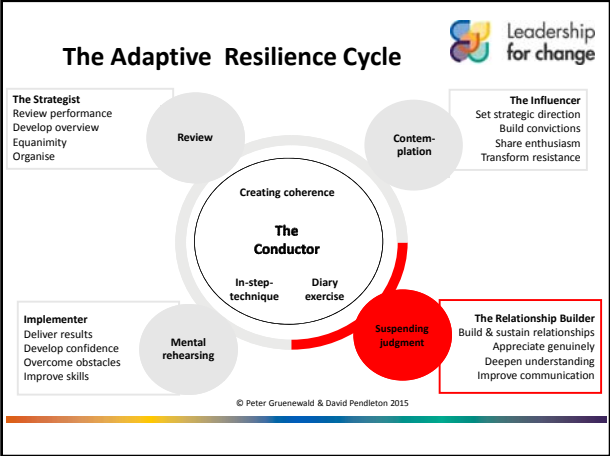 The Adaptive Resilience Cycle
Leadership
for change
The Strategist
Review performance
Develop overview
Equanimity
Organise
Review
Contem-
plation
The Influencer
Set strategic direction
Build convictions
Share enthusiasm
Transform resistance
Creating coherence
The
Conductor
In-step-
technique
Diary
exercise
Implementer
Deliver results
Develop confidence
Overcome obstacles
Improve skills
Mental
rehearsing
Suspending
judgment
The Relationship Builder
Build & sustain relationships
Appreciate genuinely
Deepen understanding
Improve communication
© Peter Gruenewald & David Pendleton 2015